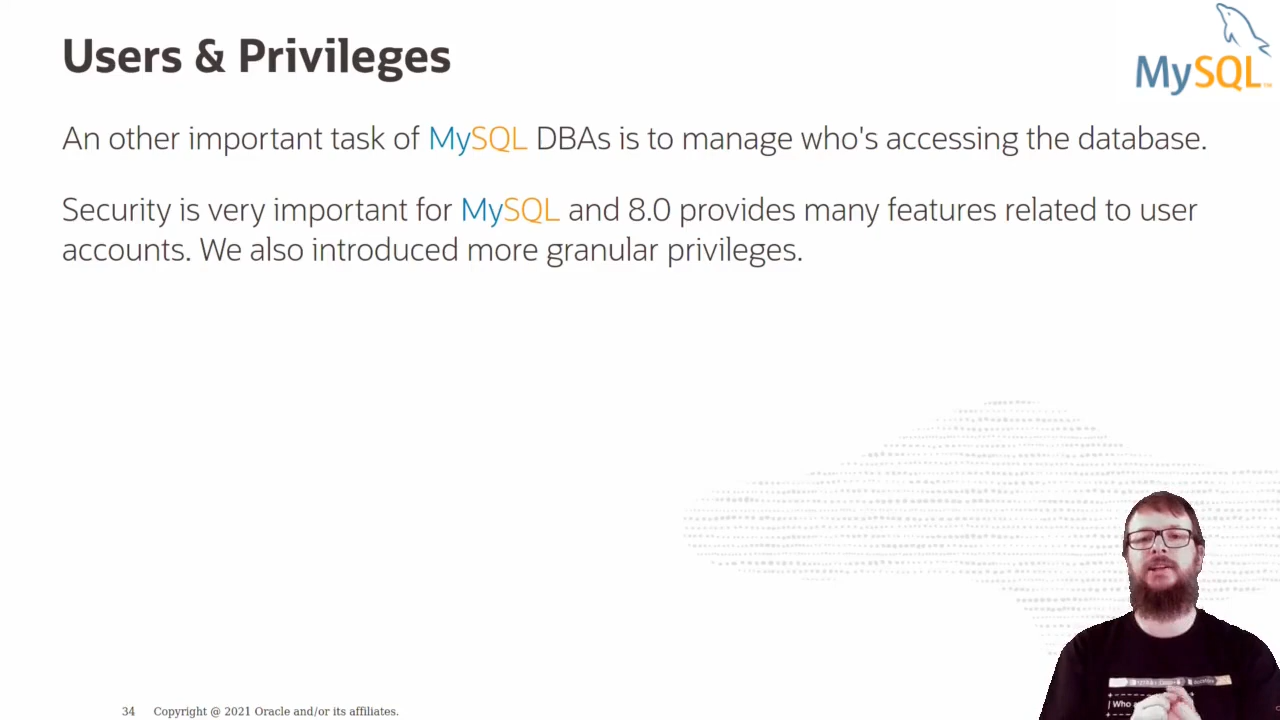 Users & Privileges
MySQL™
An other important task of MySQL DBAs is to manage who's accessing the database.
Security is very important for MySQL and 8.0 provides many features related to user
accounts. We also introduced more granular privileges.
| Who
34 Copyright @ 2021 Oracle and/or its affiliates.